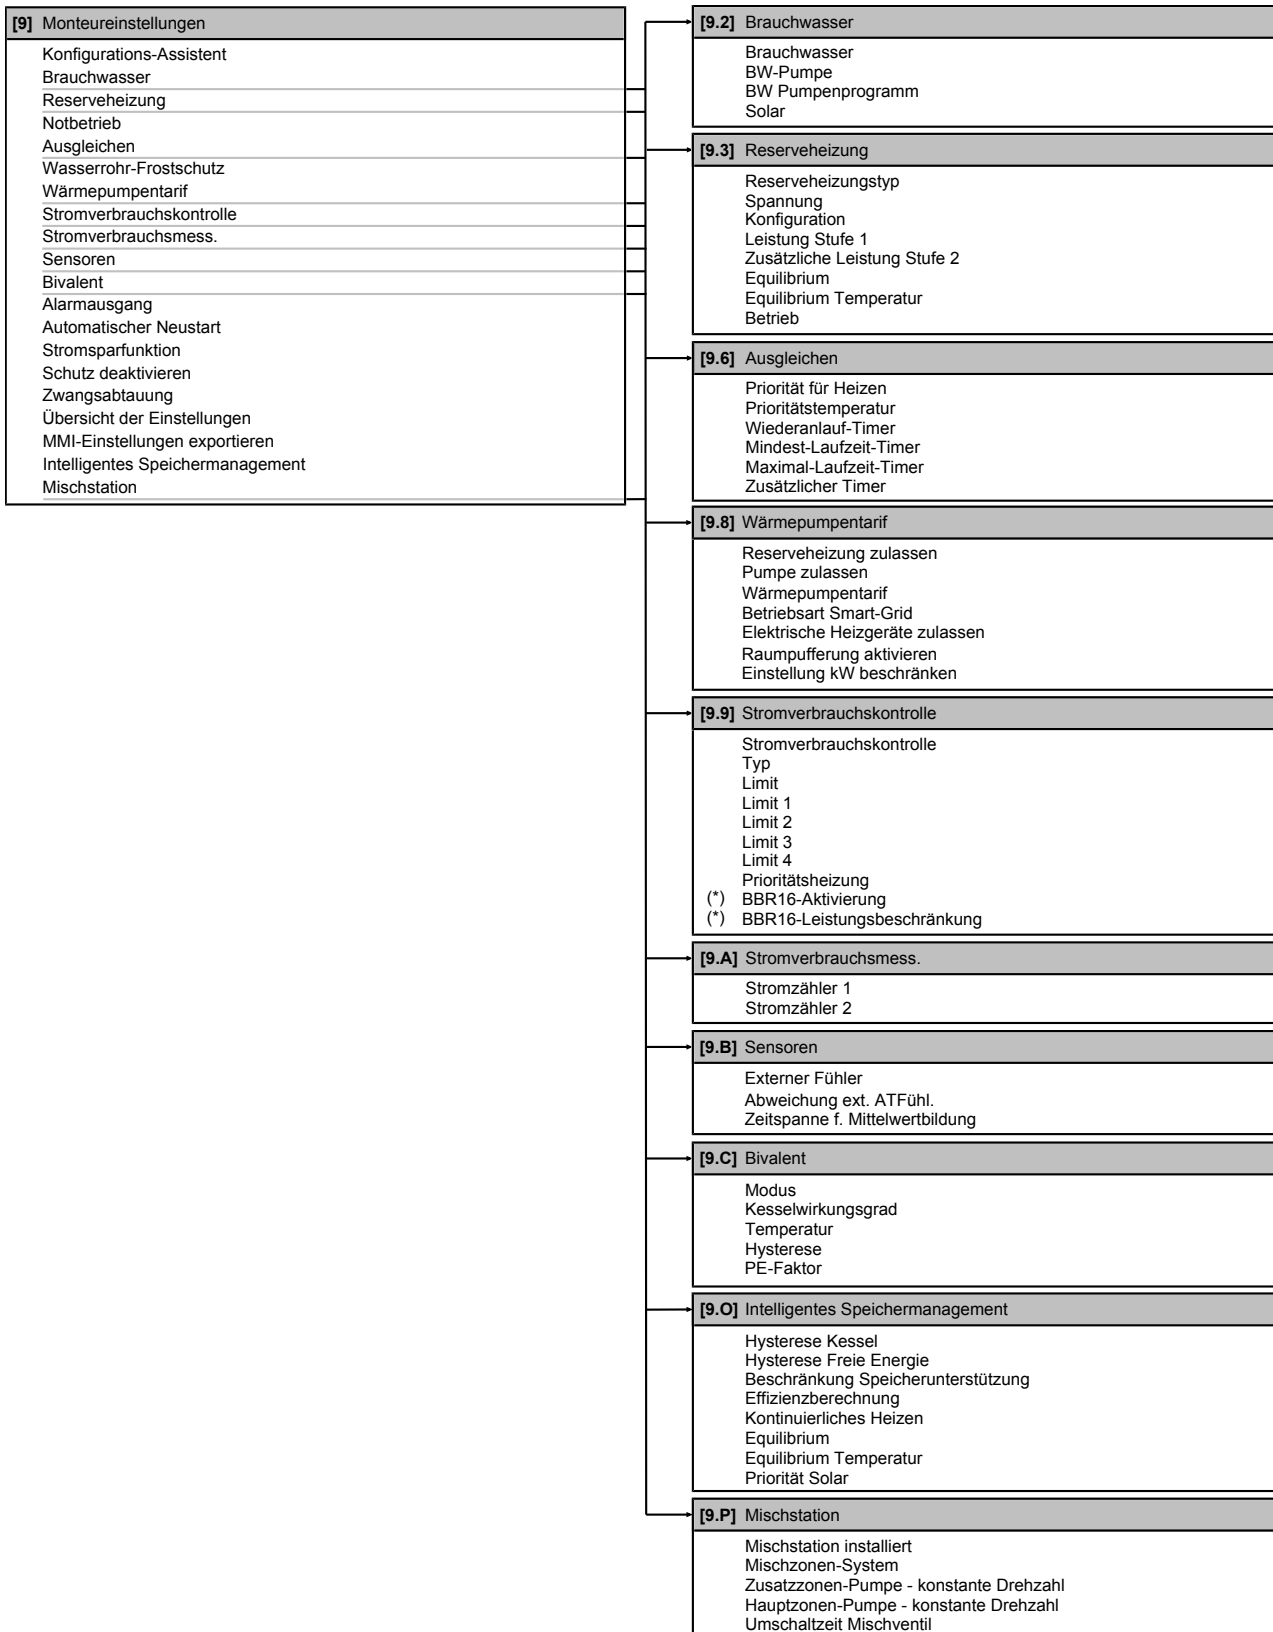 [9] Monteureinstellungen
Konfigurations-Assistent
Brauchwasser
Reserveheizung
Notbetrieb
Ausgleichen
Wasserrohr-Frostschutz
Wärmepumpentarif
Stromverbrauchskontrolle
Stromverbrauchsmess.
Sensoren
Bivalent
Alarmausgang
Automatischer Neustart
Stromsparfunktion
Schutz deaktivieren
Zwangsabtauung
Übersicht der Einstellungen
MMI-Einstellungen exportieren
Intelligentes Speichermanagement
Mischstation
[9.2] Brauchwasser
Brauchwasser
BW-Pumpe
BW Pumpenprogramm
Solar
[9.3] Reserveheizung
Reserveheizungstyp
Spannung
Konfiguration
Leistung Stufe 1
Zusätzliche Leistung Stufe 2
Equilibrium
Equilibrium Temperatur
Betrieb
[9.6] Ausgleichen
Priorität für Heizen
Prioritätstemperatur
Wiederanlauf-Timer
Mindest-Laufzeit-Timer
Maximal-Laufzeit-Timer
Zusätzlicher Timer
[9.8] Wärmepumpentarif
Reserveheizung zulassen
Pumpe zulassen
Wärmepumpentarif
Betriebsart Smart-Grid
Elektrische Heizgeräte zulassen
Raumpufferung aktivieren
Einstellung kW beschränken
[9.9] Stromverbrauchskontrolle
Stromverbrauchskontrolle
Typ
Limit
Limit 1
Limit 2
Limit 3
Limit 4
Prioritätsheizung
(*) BBR16-Aktivierung
(*) BBR16-Leistungsbeschränkung
[9.A] Stromverbrauchsmess.
Stromzähler 1
Stromzähler 2
[9.B] Sensoren
Externer Fühler
Abweichung ext. ATFühl.
Zeitspanne f. Mittelwertbildung
[9.C] Bivalent
Modus
Kesselwirkungsgrad
Temperatur
Hysterese
PE-Faktor
[9.O] Intelligentes Speichermanagement
Hysterese Kessel
Hysterese Freie Energie
Beschränkung Speicherunterstützung
Effizienzberechnung
Kontinuierliches Heizen
Equilibrium
Equilibrium Temperatur
Priorität Solar
[9.P] Mischstation
Mischstation installiert
Mischzonen-System
Zusatzzonen-Pumpe - konstante Drehzahl
Hauptzonen-Pumpe - konstante Drehzahl
Umschaltzeit Mischventil